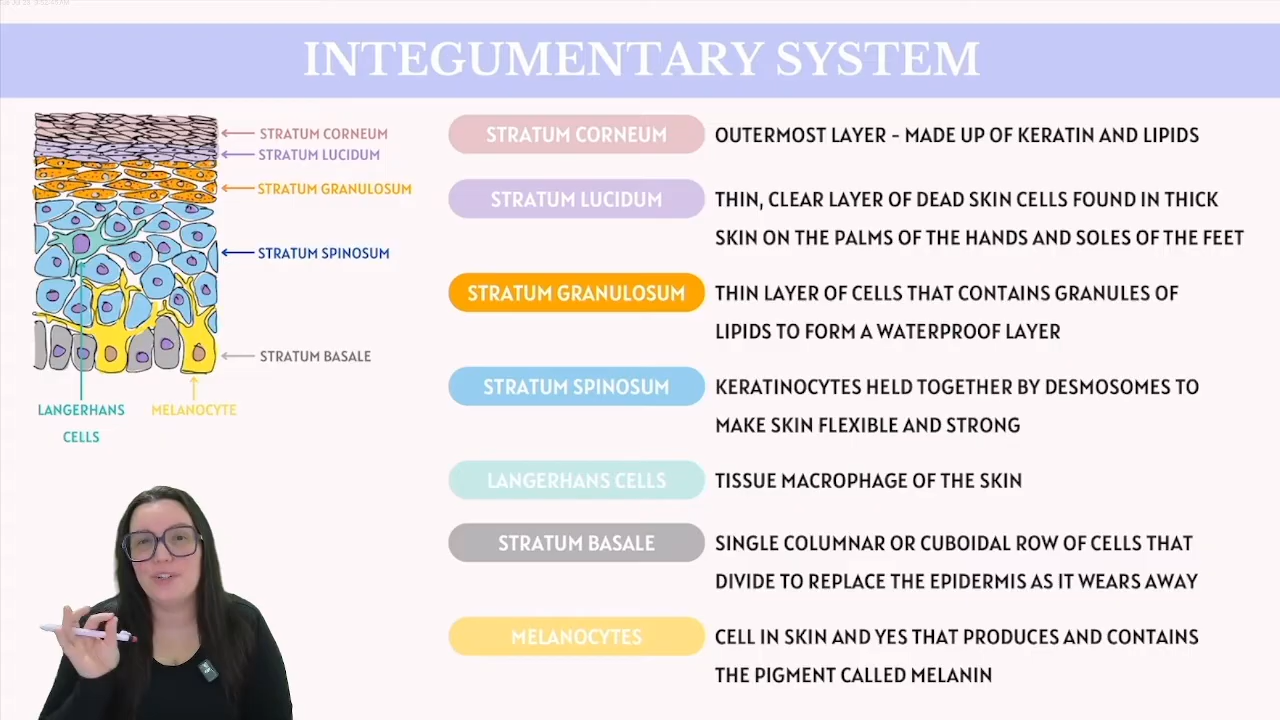 INTEGUMENTARY SYSTEM
STRATUM CORNEUM
STRATUM LUCIDUM
STRATUM GRANULOSUM
STRATUM SPINOSUM
STRATUM BASALE
LANGERHANS
CELLS
MELANOCYTE
STRATUM CORNEUM
OUTERMOST LAYER - MADE UP OF KERATIN AND LIPIDS
STRATUM LUCIDUM
THIN, CLEAR LAYER OF DEAD SKIN CELLS FOUND IN THICK
SKIN ON THE PALMS OF THE HANDS AND SOLES OF THE FEET
STRATUM GRANULOSUM
THIN LAYER OF CELLS THAT CONTAINS GRANULES OF
LIPIDS TO FORM A WATERPROOF LAYER
STRATUM SPINOSUM
KERATINOCYTES HELD TOGETHER BY DESMOSOMES TO
MAKE SKIN FLEXIBLE AND STRONG
LANGERHANS CELLS
TISSUE MACROPHAGE OF THE SKIN
STRATUM BASALE
SINGLE COLUMNAR OR CUBOIDAL ROW OF CELLS THAT
DIVIDE TO REPLACE THE EPIDERMIS AS IT WEARS AWAY
MELANOCYTES
CELL IN SKIN AND YES THAT PRODUCES AND CONTAINS
THE PIGMENT CALLED MELANIN